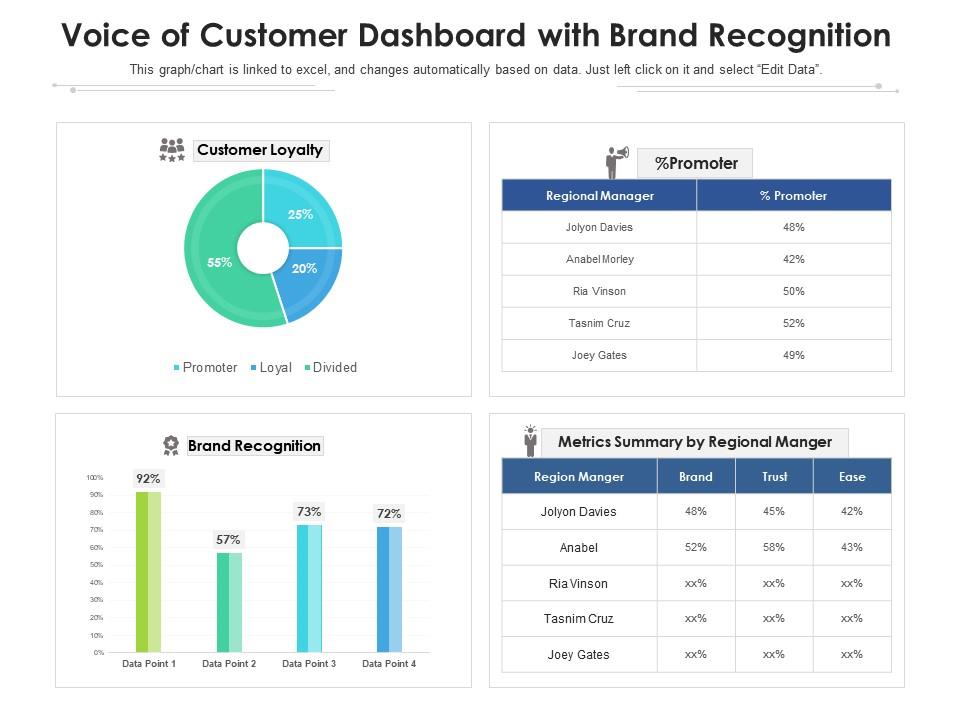 Voice of Customer Dashboard with Brand Recognition
This graph/chart is linked to excel, and changes automatically based on data. Just left click on it and select “Edit Data”.
Customer Loyalty
25%
55%
20%
Promoter Loyal Divided
%Promoter
Regional Manager % Promoter
Jolyon Davies 48%
Anabel Morley 42%
Ria Vinson 50%
Tasnim Cruz 52%
Joey Gates 49%
Brand Recognition
100%
90%
80%
70%
60%
50%
40%
30%
20%
10%
0%
92%
57%
73%
72%
Data Point 1 Data Point 2 Data Point 3 Data Point 4
Metrics Summary by Regional Manger
Region Manger Brand Trust Ease
Jolyon Davies 48% 45% 42%
Anabel 52% 58% 43%
Ria Vinson xx% xx% xx%
Tasnim Cruz xx% xx% xx%
Joey Gates xx% xx% xx%